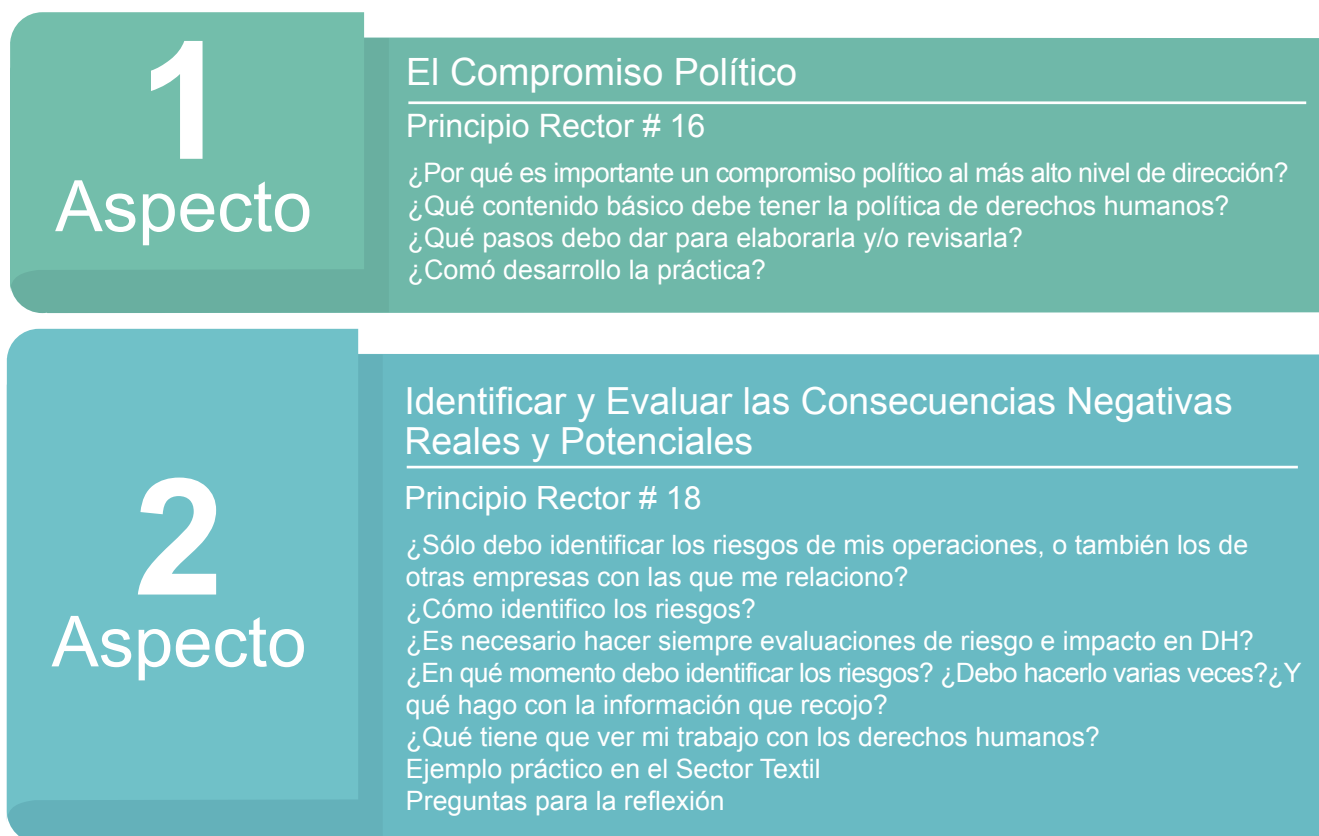 1
Aspecto
El Compromiso Político
Principio Rector # 16
¿Por qué es importante un compromiso político al más alto nivel de dirección?
¿Qué contenido básico debe tener la política de derechos humanos?
¿Qué pasos debo dar para elaborarla y/o revisarla?
¿Comó desarrollo la práctica?
2
Aspecto
Identificar y Evaluar las Consecuencias Negativas
Reales y Potenciales
Principio Rector # 18
¿Sólo debo identificar los riesgos de mis operaciones, o también los de
otras empresas con las que me relaciono?
¿Cómo identifico los riesgos?
¿Es necesario hacer siempre evaluaciones de riesgo e impacto en DH?
¿En qué momento debo identificar los riesgos? ¿Debo hacerlo varias veces?¿Y
qué hago con la información que recojo?
¿Qué tiene que ver mi trabajo con los derechos humanos?
Ejemplo práctico en el Sector Textil
Preguntas para la reflexión